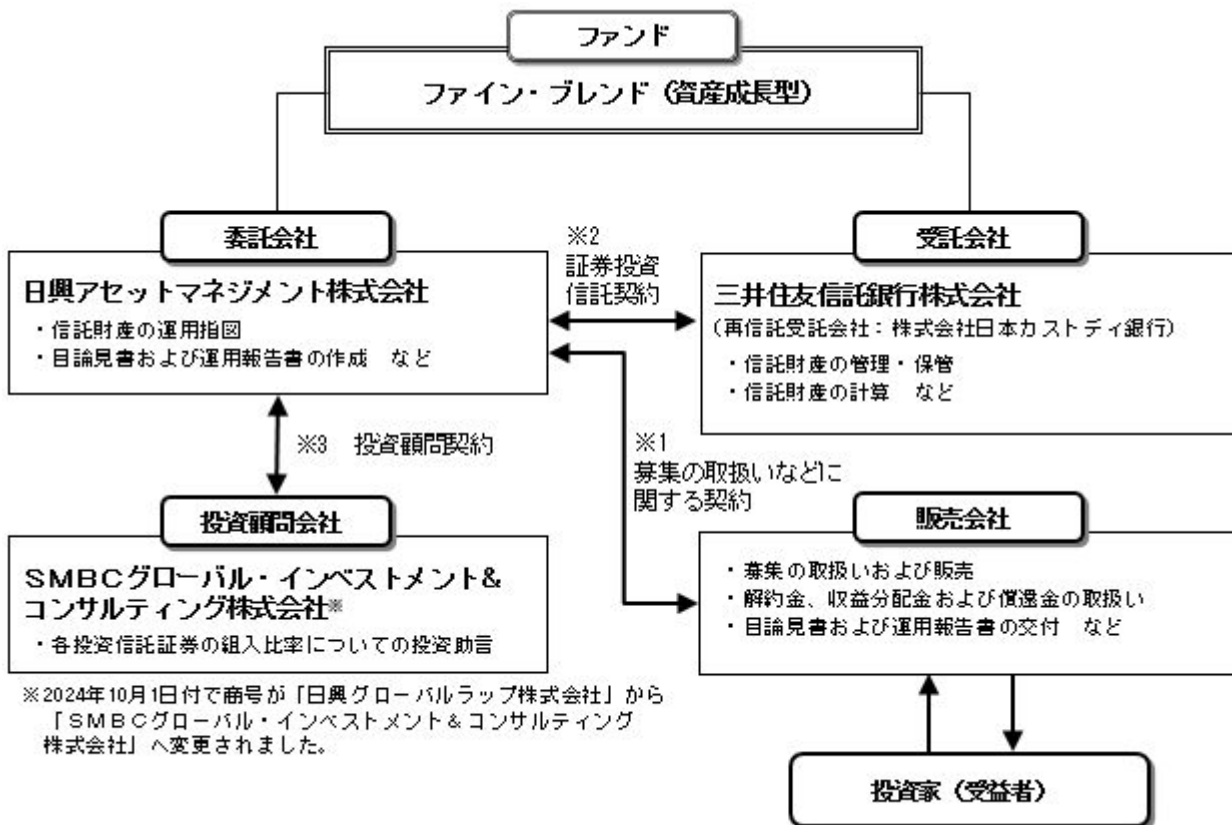 ファンド
ファイン・ブレンド（資産成長型）
委託会社
日興アセットマネジメント株式会社
・信託財産の運用指図
・目論見書および運用報告書の作成　など
※2
証券投資
信託契約
受託会社
三井住友信託銀行株式会社
（再信託受託会社：株式会社日本カストディ銀行）
・信託財産の管理・保管
・信託財産の計算　など
※3　投資顧問契約
※1
募集の取扱いなどに
関する契約
投資顧問会社
ＳＭＢＣグローバル・インベストメント＆
コンサルティング株式会社※
・各投資信託証券の組入比率についての投資助言
※2024年10月1日付で商号が「日興グローバルラップ株式会社」から
「ＳＭＢＣグローバル・インベストメント＆コンサルティング
株式会社」へ変更されました。
販売会社
・募集の取扱いおよび販売
・解約金、収益分配金および償還金の取扱い
・目論見書および運用報告書の交付　など
投資家（受益者）